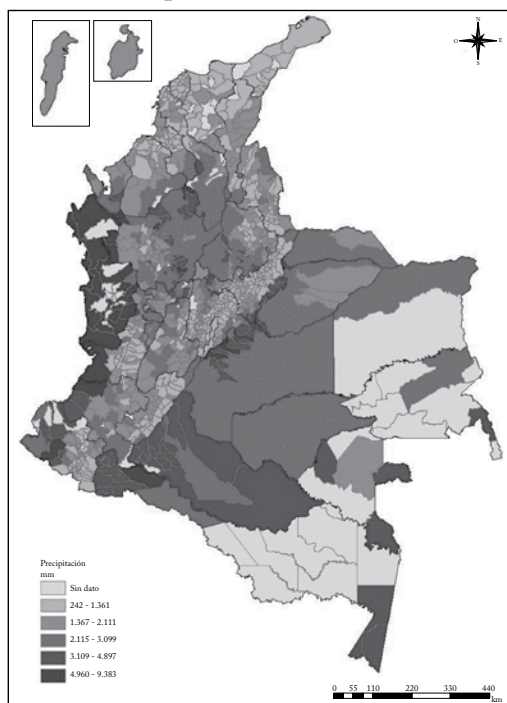 N
O E
S
Precipitación
mm
Sin dato
242 - 1.361
1.367 - 2.111
2.115 - 3.099
3.109 - 4.897
4.960 - 9.383
0 55 110 220 330 440
km